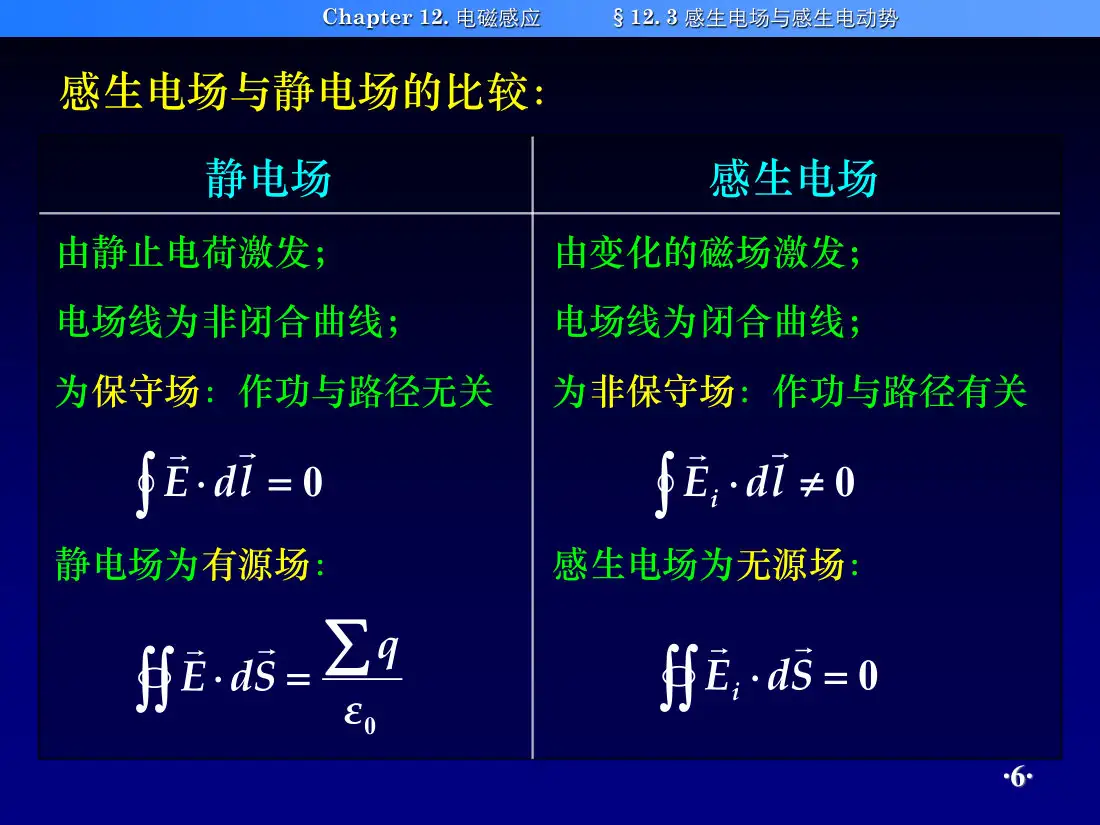 Chapter 12. 电磁感应 §12.3 感生电场与感生电动势
感生电场与静电场的比较：
静电场 感生电场
由静止电荷激发； 由变化的磁场激发；
电场线为非闭合曲线； 电场线为闭合曲线；
为保守场：作功与路径无关 为非保守场：作功与路径有关
∮E⃗·dl⃗=0 ∮E⃗ᵢ·dl⃗≠0
静电场为有源场： 感生电场为无源场：
∯E⃗·dS⃗=∑q/ε₀ ∯E⃗ᵢ·dS⃗=0
·6·